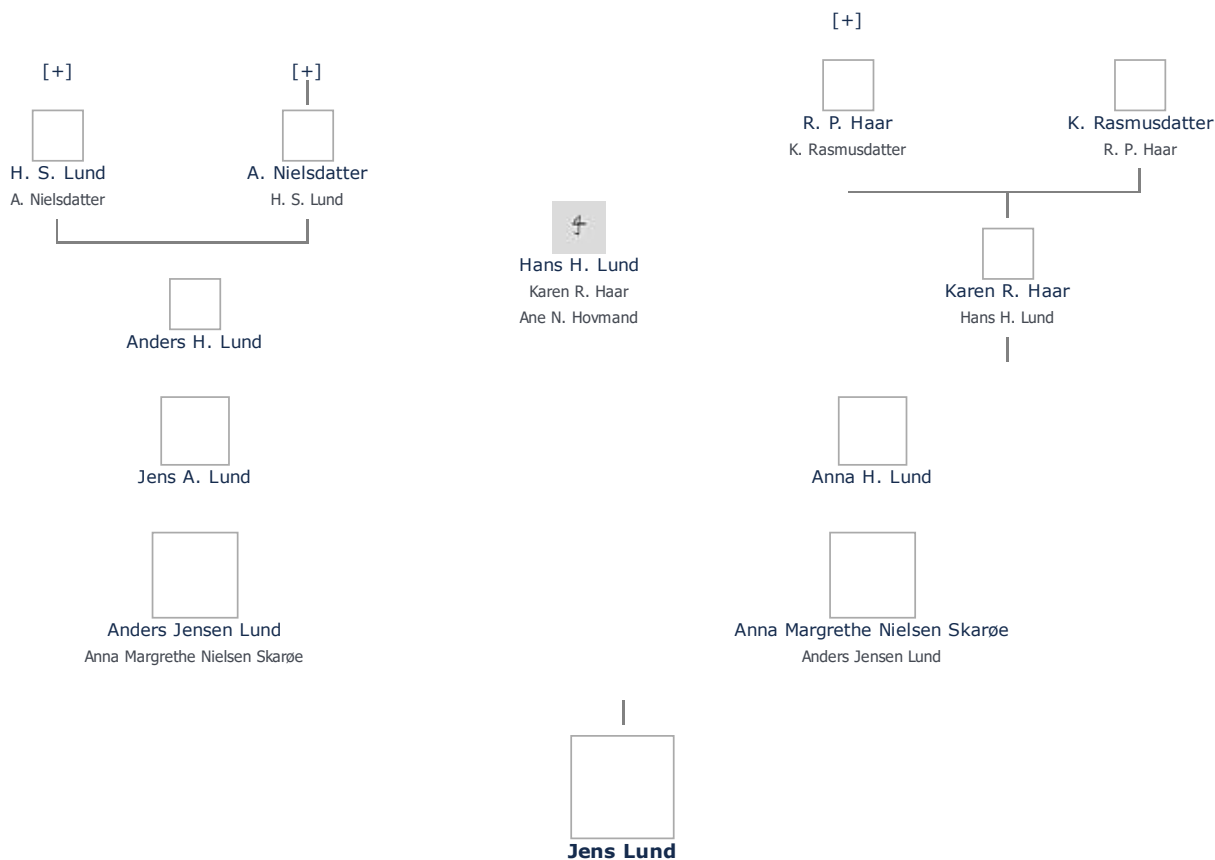 [+]
[+]
[+]
R. P. Haar
K. Rasmusdatter
K. Rasmusdatter
R. P. Haar
H. S. Lund
A. Nielsdatter
A. Nielsdatter
H. S. Lund
Hans H. Lund
Karen R. Haar
Ane N. Hovmand
Karen R. Haar
Hans H. Lund
Anders H. Lund
Jens A. Lund
Anna H. Lund
Anders Jensen Lund
Anna Margrethe Nielsen Skarøe
Anna Margrethe Nielsen Skarøe
Anders Jensen Lund
Jens Lund